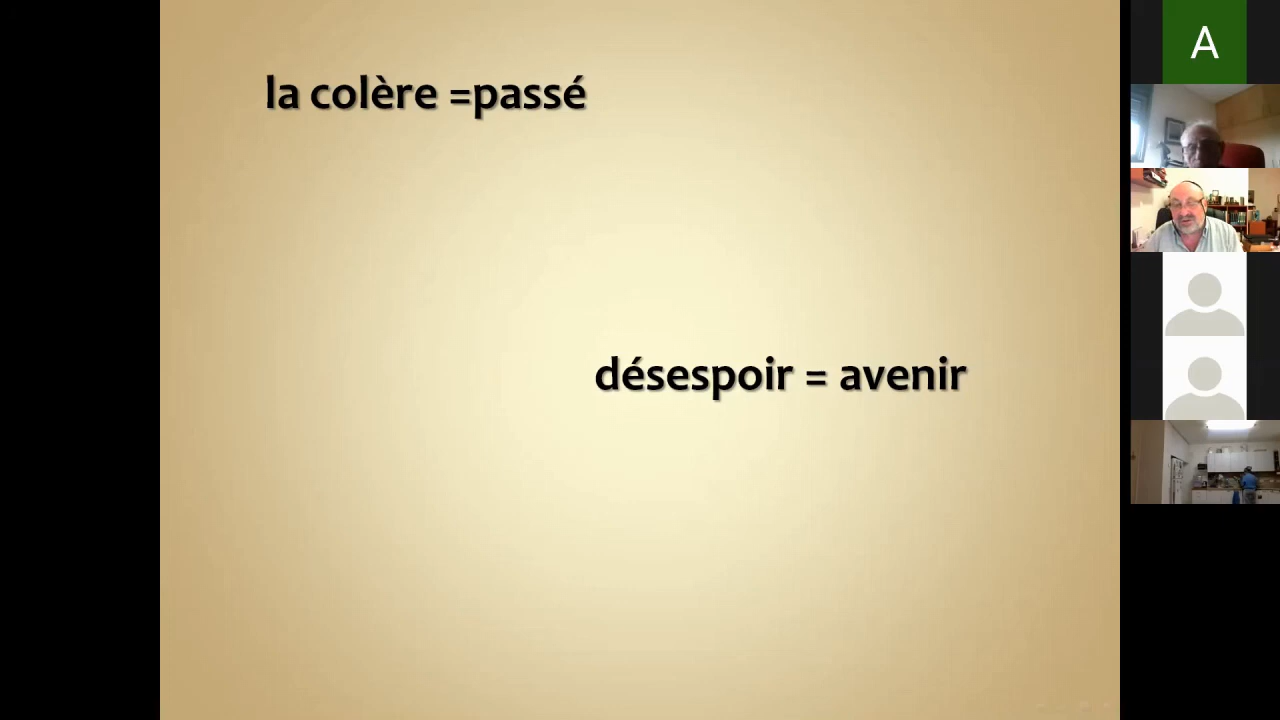 la colère =passé
désespoir = avenir
A